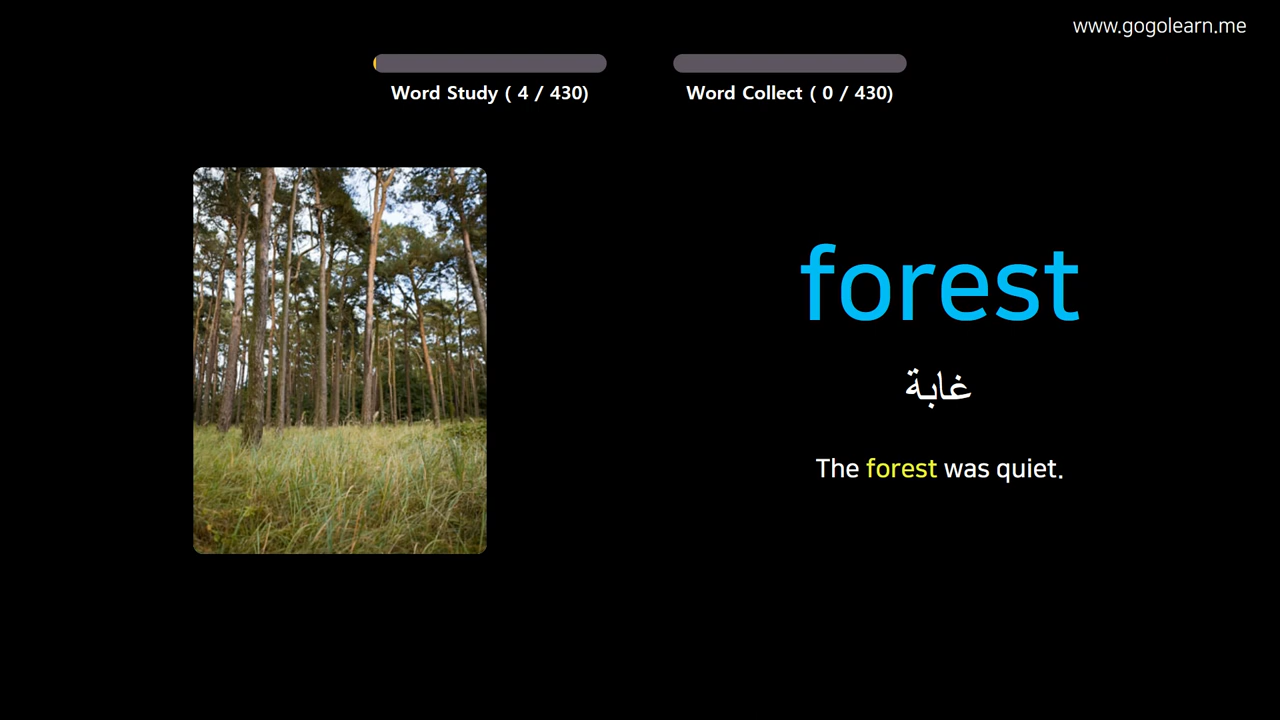 www.gogolearn.me
Word Study ( 4 / 430)
Word Collect ( 0 / 430)
forest
غابة
The forest was quiet.